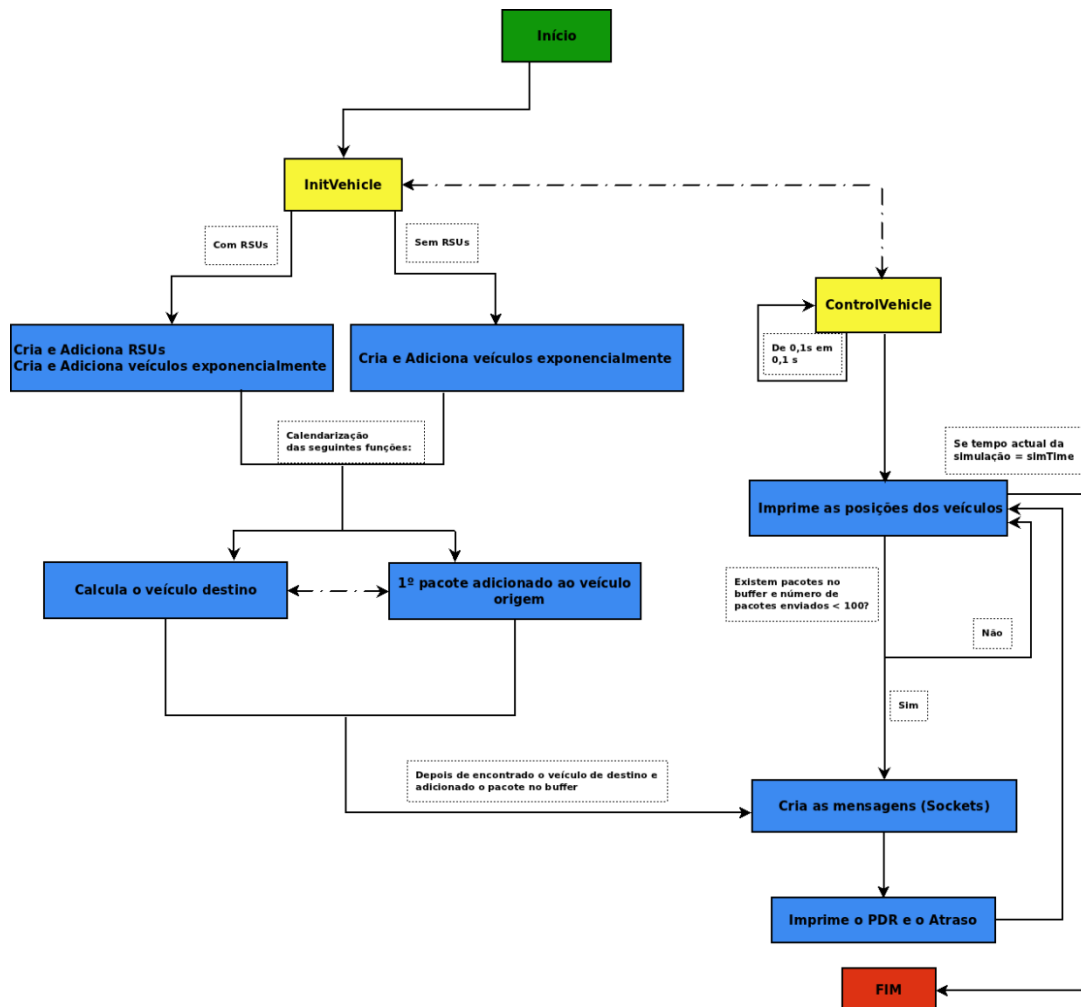 Início
InitVehicle
Com RSUs
Sem RSUs
ControlVehicle
Cria e Adiciona RSUs
Cria e Adiciona veículos exponencialmente
Cria e Adiciona veículos exponencialmente
De 0,1s em
0,1 s
Calendarização
das seguintes funções:
Se tempo actual da
simulação = simTime
Imprime as posições dos veículos
Calcula o veículo destino
1º pacote adicionado ao veículo
origem
Existem pacotes no
buffer e número de
pacotes enviados < 100?
Não
Sim
Depois de encontrado o veículo de destino e
adicionado o pacote no buffer
Cria as mensagens (Sockets)
Imprime o PDR e o Atraso
FIM